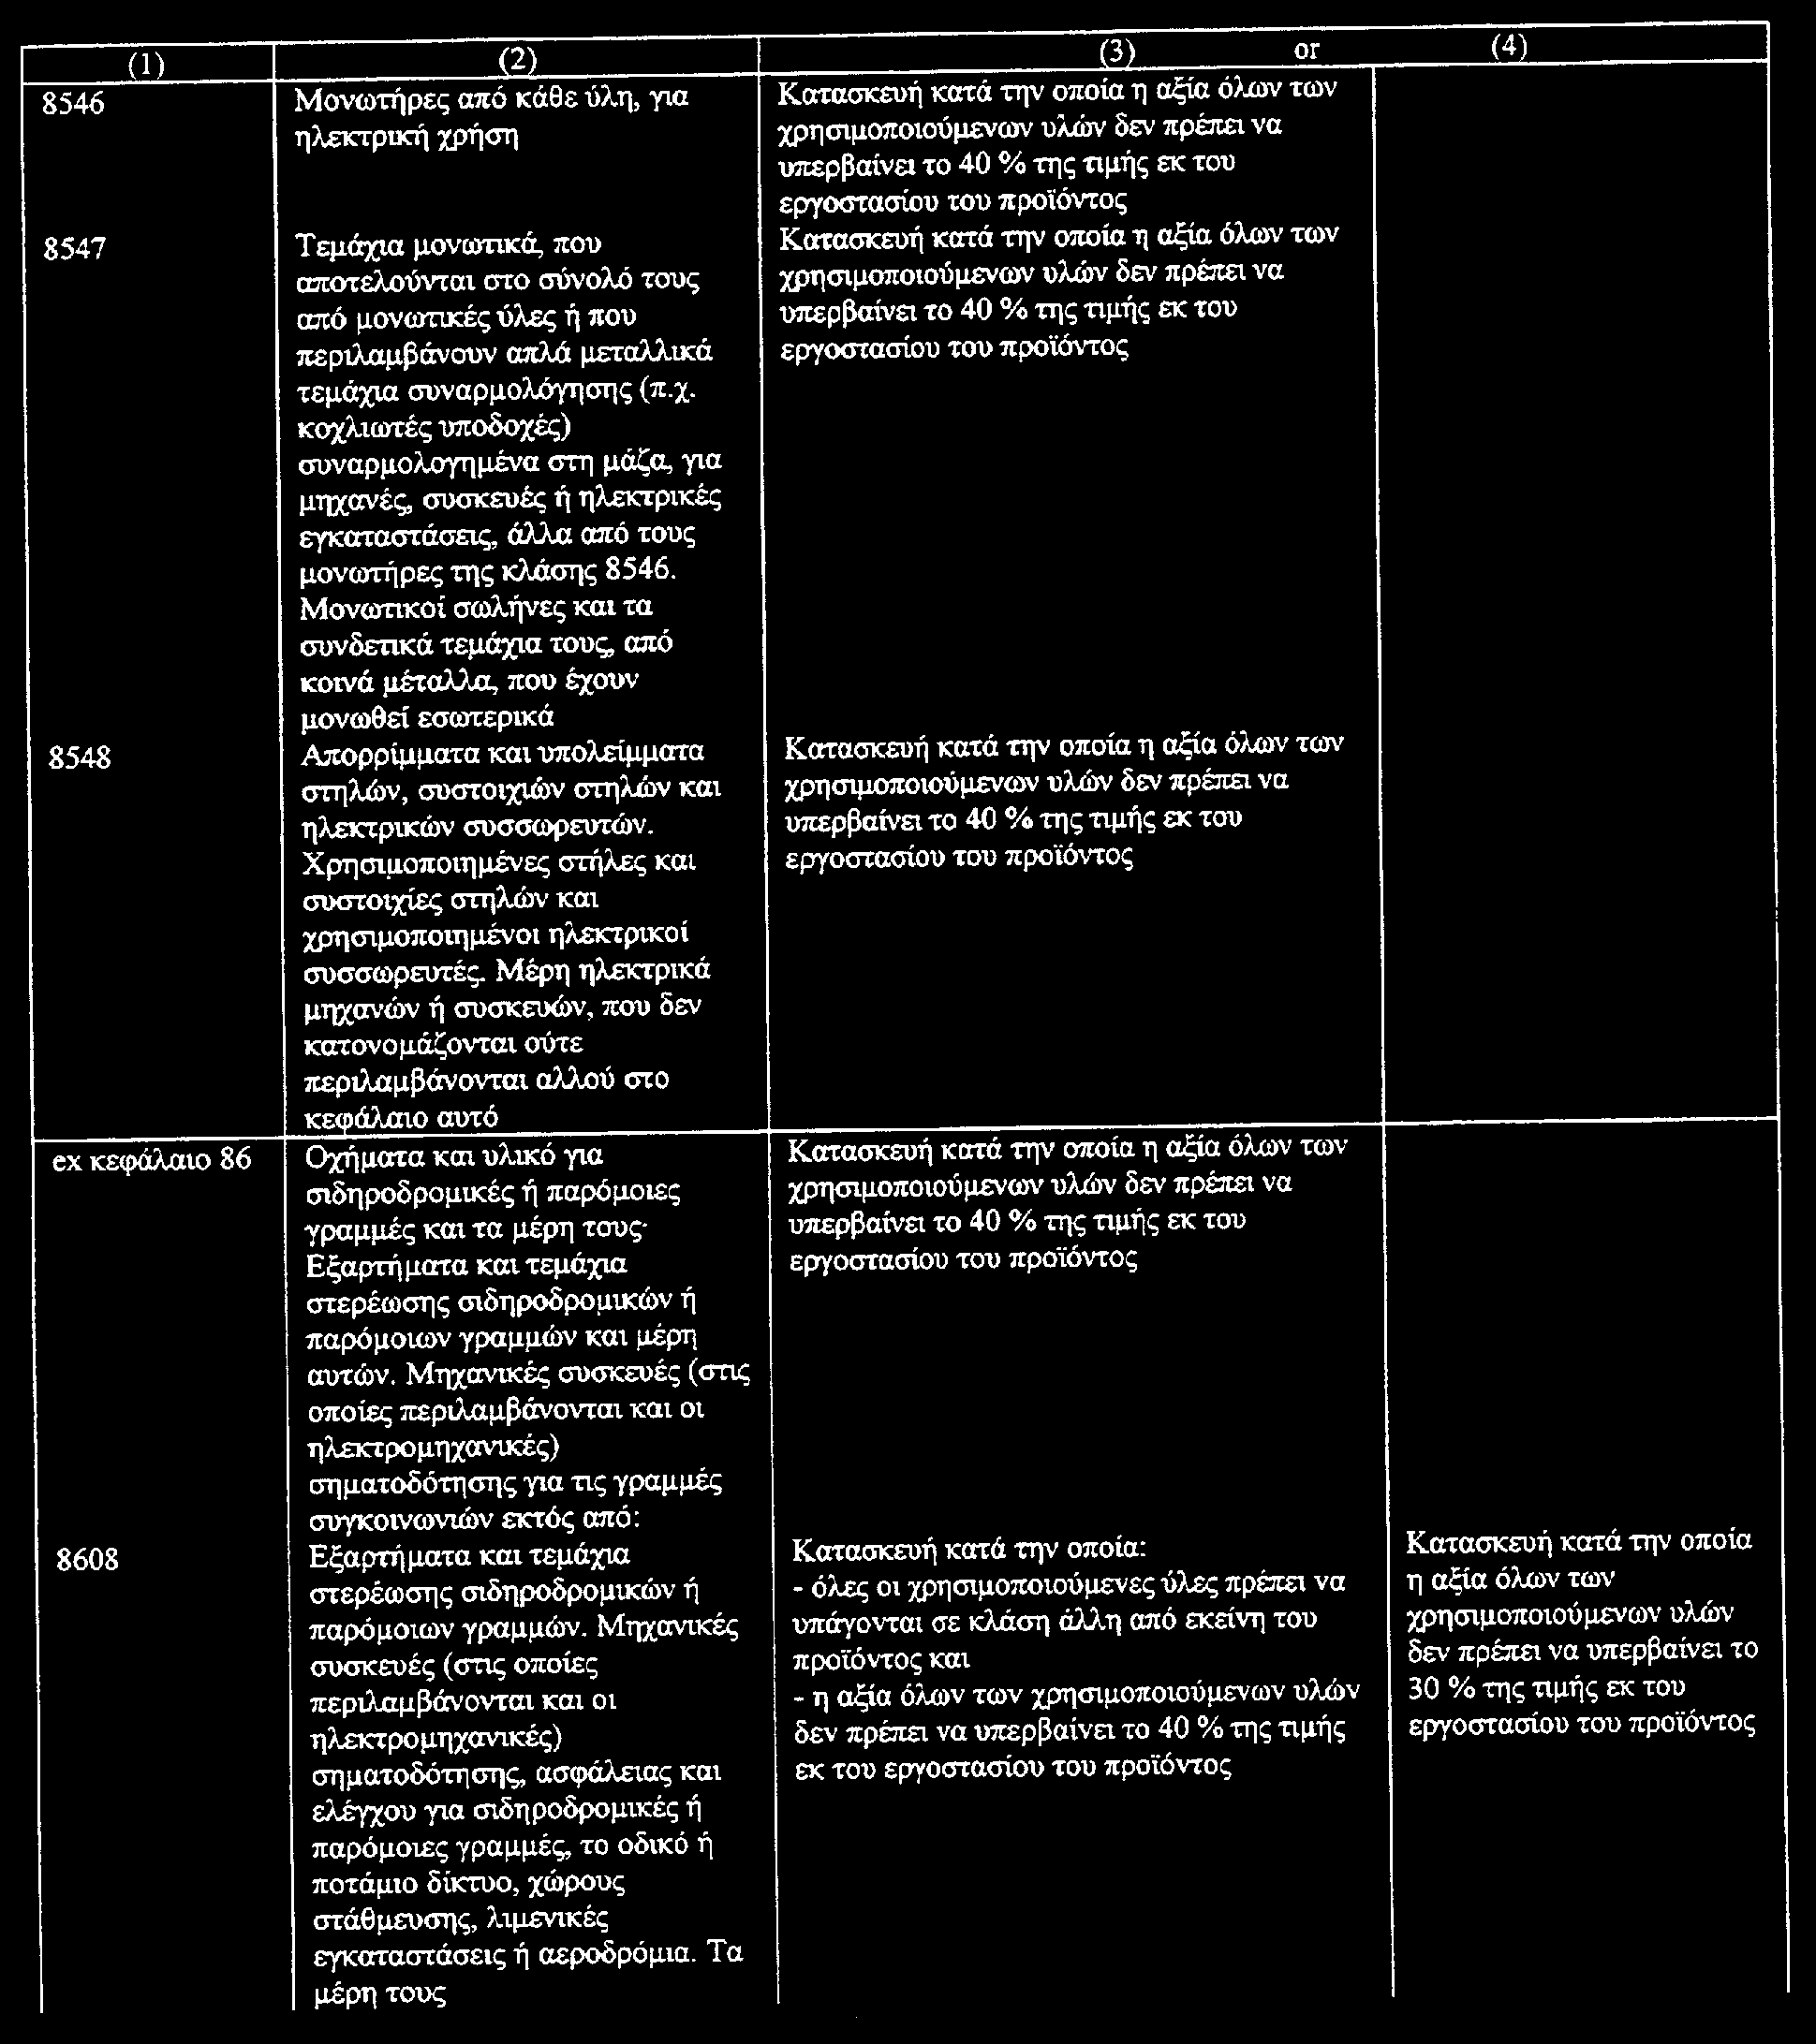 (1) (2) (3) or (4)
8546
Μονωτήρες από κάθε ύλη, για
ηλεκτρική χρήση
Κατασκευή κατά την οποία η αξία όλων των
χρησιμοποιούμενων υλών δεν πρέπει να
υπερβαίνει το 40 % της τιμής εκ του
εργοστασίου του προϊόντος
8547
Τεμάχια μονωτικά, που
αποτελούνται στο σύνολό τους
από μονωτικές ύλες ή που
περιλαμβάνουν απλά μεταλλικά
τεμάχια συναρμολόγησης (π.χ.
κοχλιωτές υποδοχές)
συναρμολογημένα στη μάζα, για
μηχανές, συσκευές ή ηλεκτρικές
εγκαταστάσεις, άλλα από τους
μονωτήρες της κλάσης 8546.
Μονωτικοί σωλήνες και τα
συνδετικά τεμάχια τους, από
κοινά μέταλλα, που έχουν
μονωθεί εσωτερικά
Κατασκευή κατά την οποία η αξία όλων των
χρησιμοποιούμενων υλών δεν πρέπει να
υπερβαίνει το 40 % της τιμής εκ του
εργοστασίου του προϊόντος
8548
Απορρίμματα και υπολείμματα
στηλών, συστοιχιών στηλών και
ηλεκτρικών συσσωρευτών.
Χρησιμοποιημένες στήλες και
συστοιχίες στηλών και
χρησιμοποιημένοι ηλεκτρικοί
συσσωρευτές. Μέρη ηλεκτρικά
μηχανών ή συσκευών, που δεν
κατονομάζονται ούτε
περιλαμβάνονται αλλού στο
κεφάλαιο αυτό
Κατασκευή κατά την οποία η αξία όλων των
χρησιμοποιούμενων υλών δεν πρέπει να
υπερβαίνει το 40 % της τιμής εκ του
εργοστασίου του προϊόντος
ex κεφάλαιο 86
Οχήματα και υλικό για
σιδηροδρομικές ή παρόμοιες
γραμμές και τα μέρη τους·
Εξαρτήματα και τεμάχια
στερέωσης σιδηροδρομικών ή
παρόμοιων γραμμών και μέρη
αυτών. Μηχανικές συσκευές (στις
οποίες περιλαμβάνονται και οι
ηλεκτρομηχανικές)
σηματοδότησης για τις γραμμές
συγκοινωνιών εκτός από:
Κατασκευή κατά την οποία η αξία όλων των
χρησιμοποιούμενων υλών δεν πρέπει να
υπερβαίνει το 40 % της τιμής εκ του
εργοστασίου του προϊόντος
8608
Εξαρτήματα και τεμάχια
στερέωσης σιδηροδρομικών ή
παρόμοιων γραμμών. Μηχανικές
συσκευές (στις οποίες
περιλαμβάνονται και οι
ηλεκτρομηχανικές)
σηματοδότησης, ασφάλειας και
ελέγχου για σιδηροδρομικές ή
παρόμοιες γραμμές, το οδικό ή
ποτάμιο δίκτυο, χώρους
στάθμευσης, λιμενικές
εγκαταστάσεις ή αεροδρόμια. Τα
μέρη τους
Κατασκευή κατά την οποία:
- όλες οι χρησιμοποιούμενες ύλες πρέπει να
υπάγονται σε κλάση άλλη από εκείνη του
προϊόντος και
- η αξία όλων των χρησιμοποιούμενων υλών
δεν πρέπει να υπερβαίνει το 40 % της τιμής
εκ του εργοστασίου του προϊόντος
Κατασκευή κατά την οποία
η αξία όλων των
χρησιμοποιούμενων υλών
δεν πρέπει να υπερβαίνει το
30 % της τιμής εκ του
εργοστασίου του προϊόντος